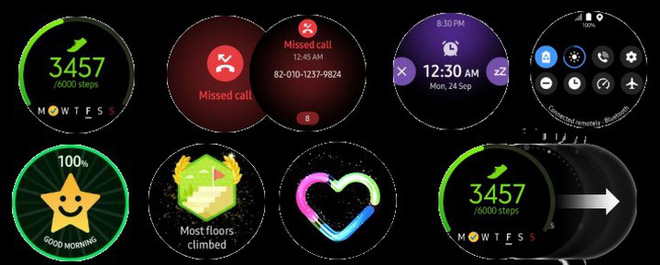 3457
/6000 steps
M W T F S S
Missed call
Missed call
12:45 AM
82-010-1237-9824
8
8:30 PM
12:30 AM
Mon, 24 Sep
zZ
100%
Connected remotely. Bluetooth
100%
GOOD MORNING
Most floors
climbed
3457
/6000 steps
M W T F S
S